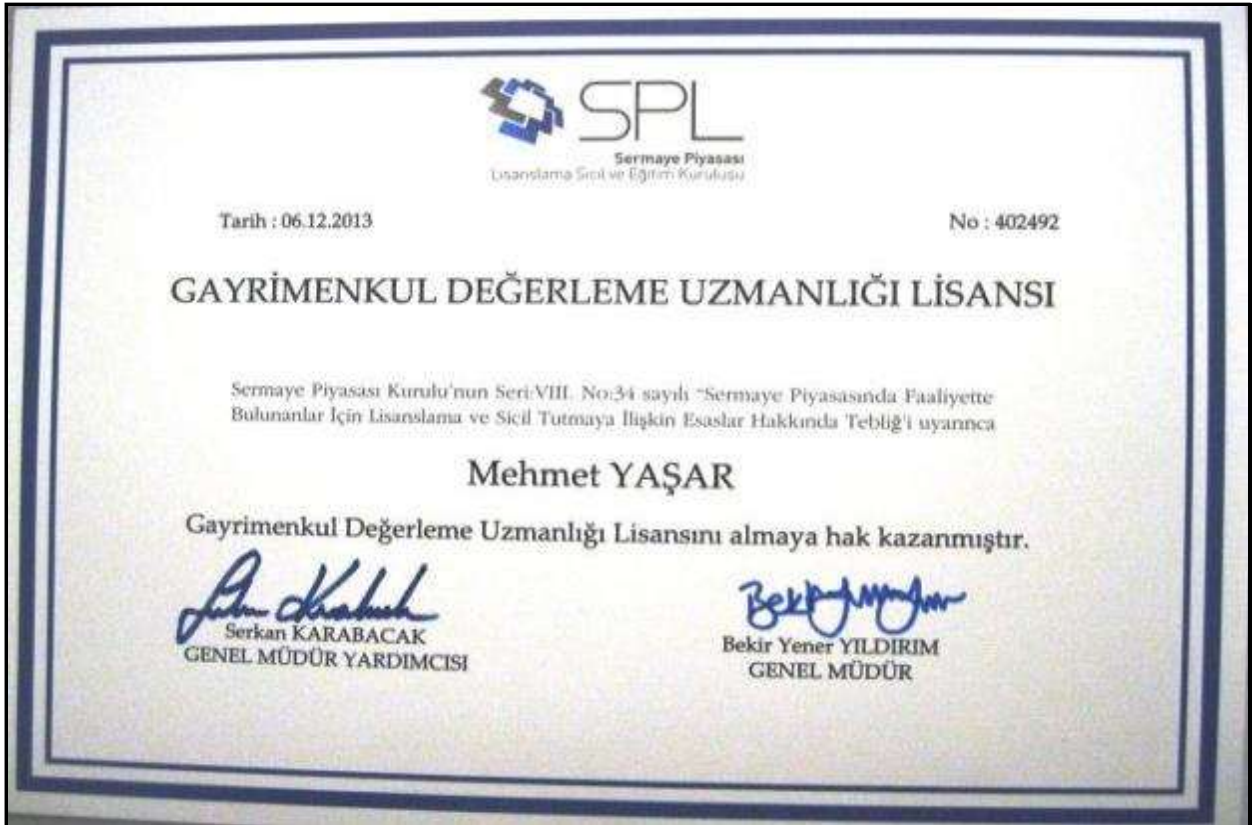 SPL
Sermaye Piyasası
Lisanslama Sicil ve Eğitim Kuruluşu
Tarih : 06.12.2013
No : 402492
GAYRİMENKUL DEĞERLEME UZMANLIĞI LİSANSI
Sermaye Piyasası Kurulu'nun Seri:VIII. No:34 sayılı "Sermaye Piyasasında Faaliyette
Bulunanlar İçin Lisanslama ve Sicil Tutmaya İlişkin Esaslar Hakkında Tebliğ'i uyarınca
Mehmet YAŞAR
Gayrimenkul Değerleme Uzmanlığı Lisansını almaya hak kazanmıştır.
Serkan KARABACAK
GENEL MÜDÜR YARDIMCISI
Bekir Yener YILDIRIM
GENEL MÜDÜR